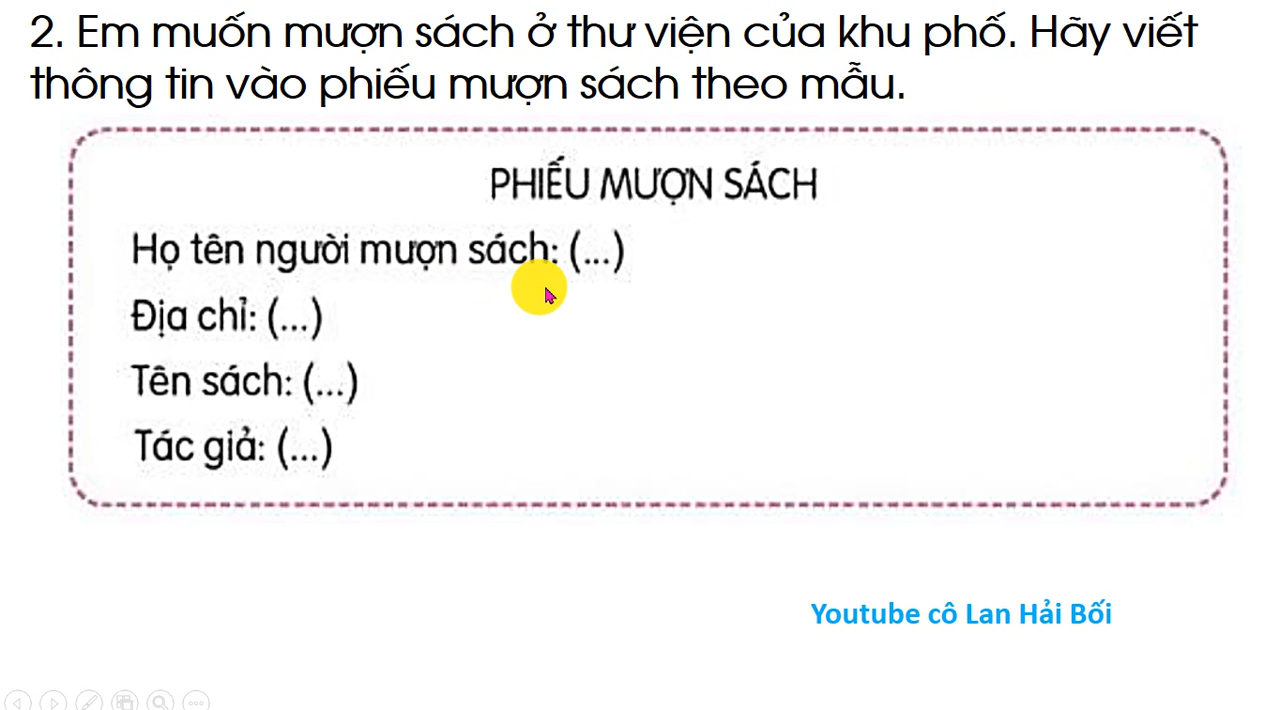 2. Em muốn mượn sách ở thư viện của khu phố. Hãy viết
thông tin vào phiếu mượn sách theo mẫu.
PHIẾU MƯỢN SÁCH
Họ tên người mượn sách: (...)
Địa chỉ: (...)
Tên sách: (...)
Tác giả: (...)
Youtube cô Lan Hải Bối